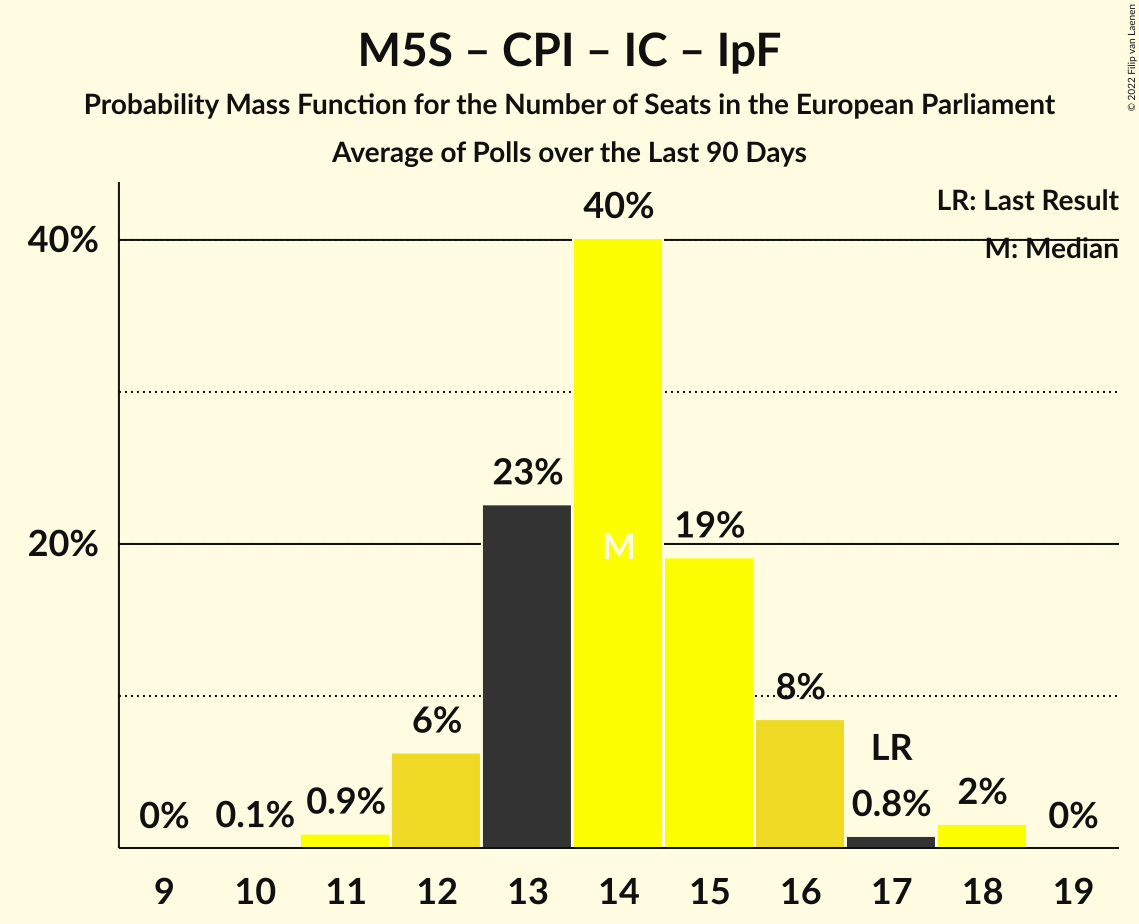 M5S – CPI – IC – IpF
Probability Mass Function for the Number of Seats in the European Parliament
Average of Polls over the Last 90 Days
© 2022 Filip van Laenen
LR: Last Result
M: Median
40%
20%
0%
0.1%
0.9%
6%
23%
40%
M
19%
8%
LR
0.8%
2%
0%
9 10 11 12 13 14 15 16 17 18 19